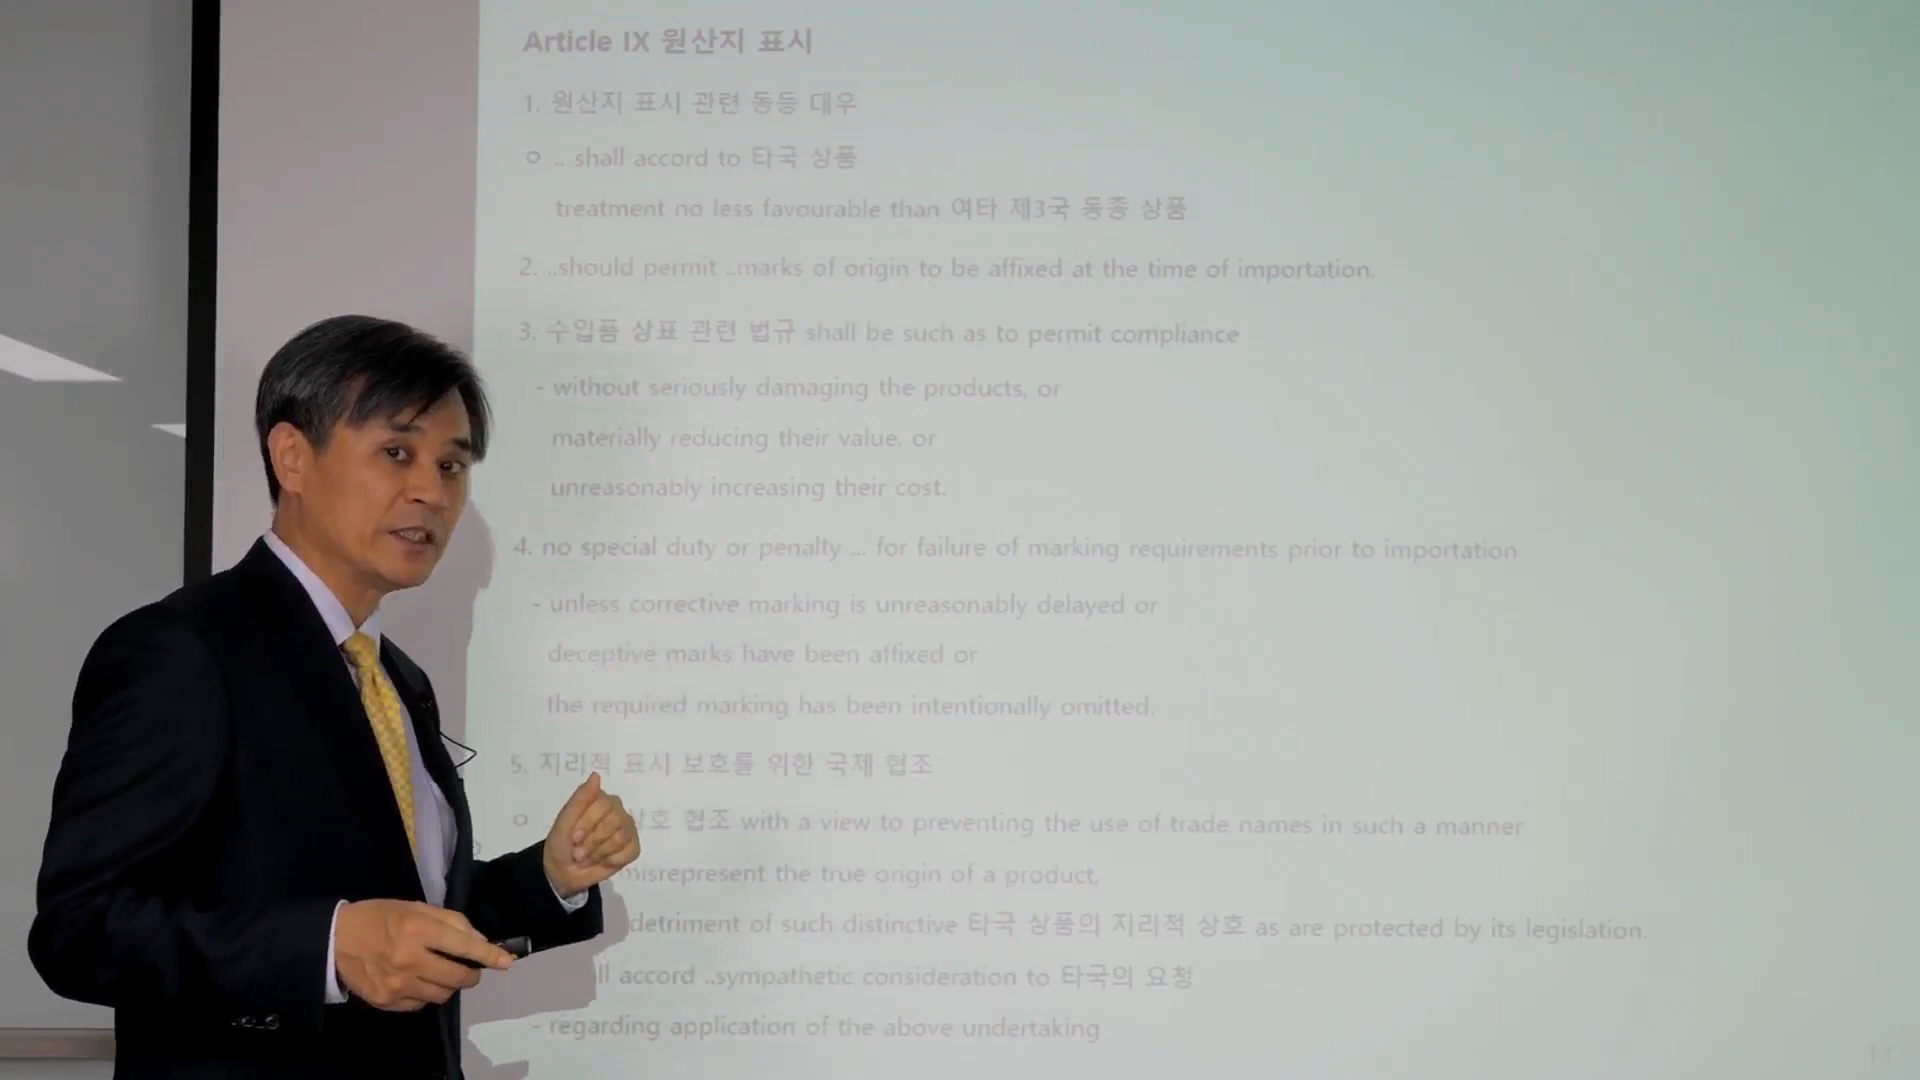 Article IX 원산지 표시
1. 원산지 표시 관련 동등 대우
ㅇ .. shall accord to 타국 상품
treatment no less favourable than 여타 제3국 동종 상품
2. ..should permit ..marks of origin to be affixed at the time of importation.
3. 수입품 상표 관련 법규 shall be such as to permit compliance
- without seriously damaging the products, or
materially reducing their value. or
unreasonably increasing their cost.
4. no special duty or penalty ... for failure of marking requirements prior to importation
- unless corrective marking is unreasonably delayed or
deceptive marks have been affixed or
the required marking has been intentionally omitted.
5. 지리적 표시 보호를 위한 국제 협조
ㅇ 상호 협조 with a view to preventing the use of trade names in such a manner
misrepresent the true origin of a product,
detriment of such distinctive 타국 상품의 지리적 상호 as are protected by its legislation.
accord ..sympathetic consideration to 타국의 요청
- regarding application of the above undertaking